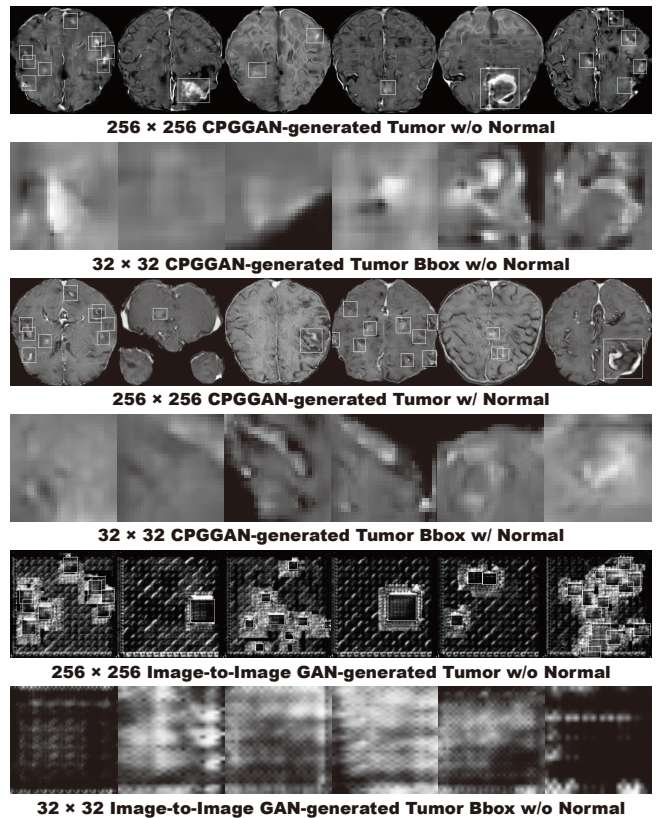 256 × 256 CPGGAN-generated Tumor w/o Normal
32 × 32 CPGGAN-generated Tumor Bbox w/o Normal
256 × 256 CPGGAN-generated Tumor w/ Normal
32 × 32 CPGGAN-generated Tumor Bbox w/ Normal
256 × 256 Image-to-Image GAN-generated Tumor w/o Normal
32 × 32 Image-to-Image GAN-generated Tumor Bbox w/o Normal